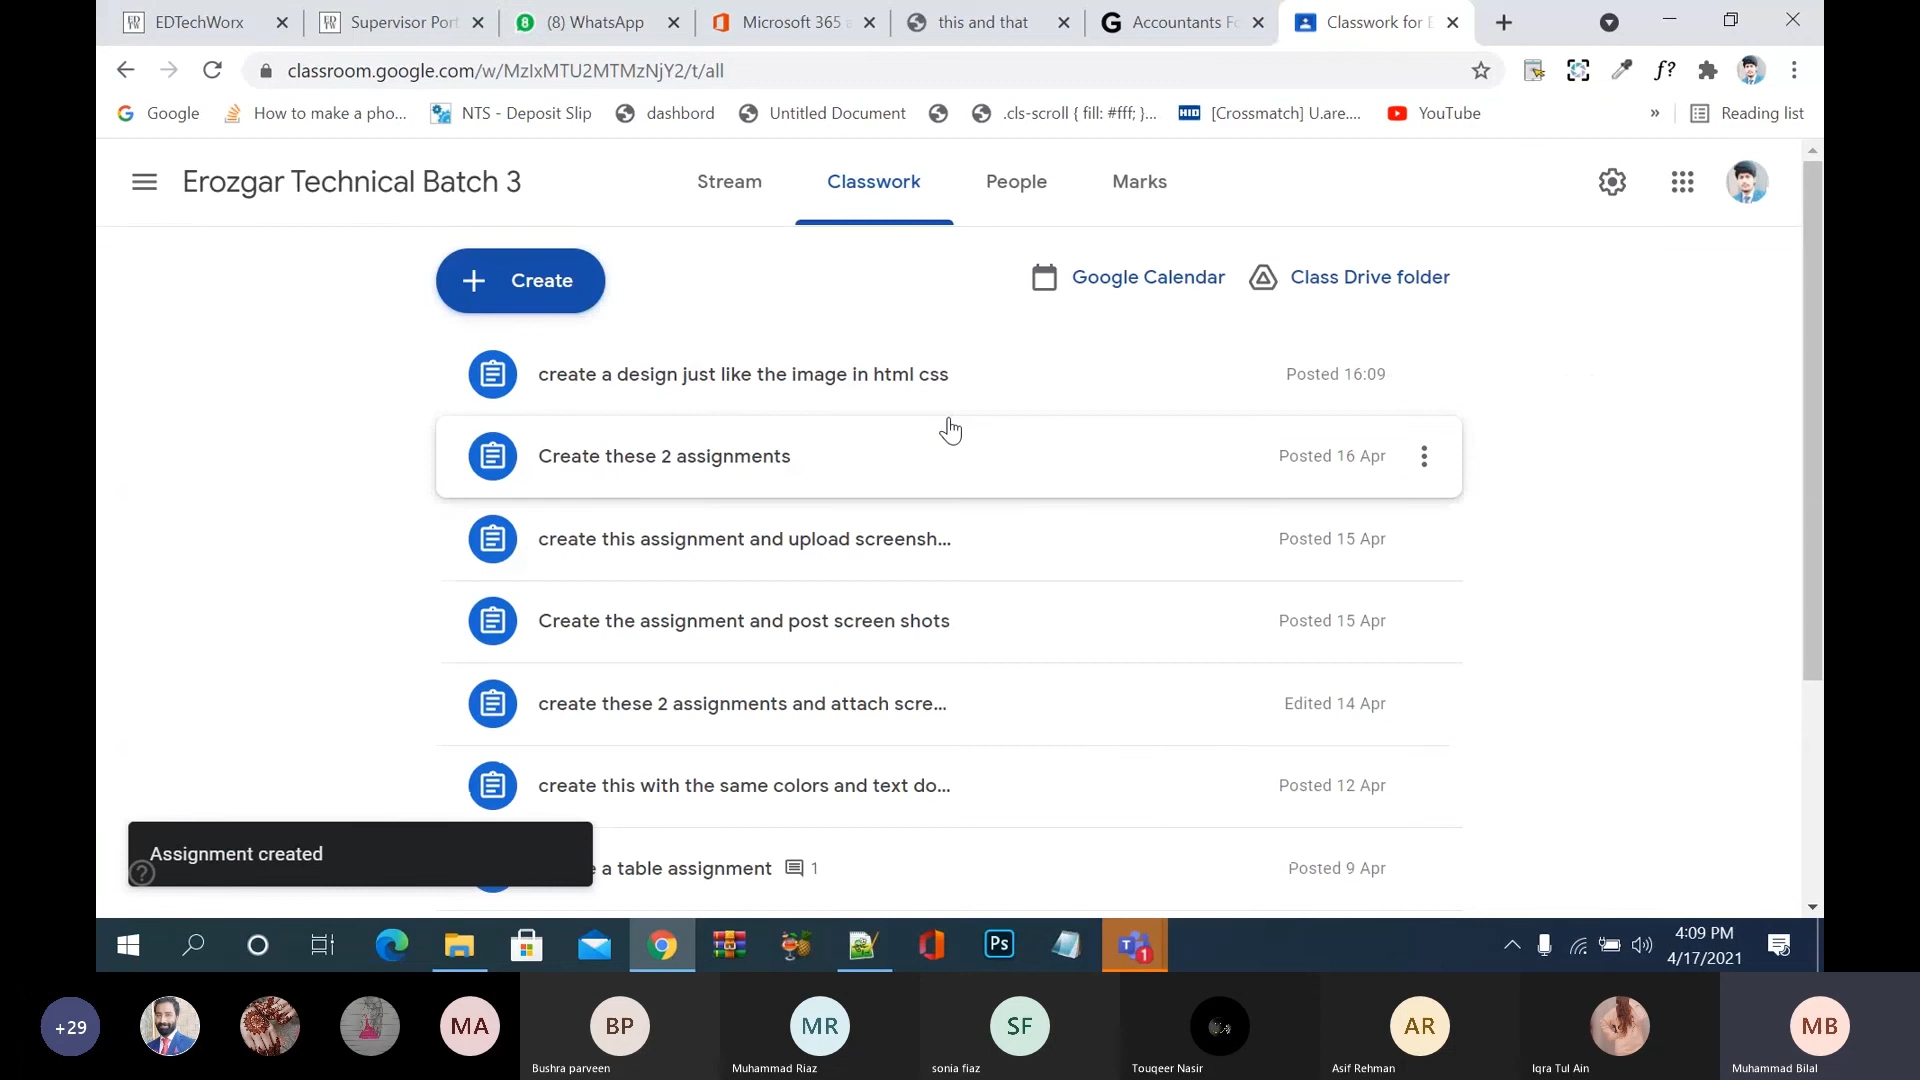 EDTechWorx
Supervisor Port
(8) WhatsApp
Microsoft 365 a
this and that
Accountants Fo
Classwork for E
classroom.google.com/w/MzIxMTU2MTMzNjY2/t/all
f?
Google
How to make a pho...
NTS - Deposit Slip
dashbord
Untitled Document
.cls-scroll { fill: #fff; }...
HID
[Crossmatch] U.are....
YouTube
»
Reading list
Erozgar Technical Batch 3
Stream
Classwork
People
Marks
Create
Google Calendar
Class Drive folder
create a design just like the image in html css
Posted 16:09
Create these 2 assignments
Posted 16 Apr
create this assignment and upload screensh...
Posted 15 Apr
Create the assignment and post screen shots
Posted 15 Apr
create these 2 assignments and attach scre...
Edited 14 Apr
create this with the same colors and text do...
Posted 12 Apr
Assignment created
e a table assignment
1
Posted 9 Apr
Ps
1
4:09 PM
4/17/2021
+29
MA
BP
Bushra parveen
MR
Muhammad Riaz
SF
sonia fiaz
Touqeer Nasir
AR
Asif Rehman
Iqra Tul Ain
MB
Muhammad Bilal